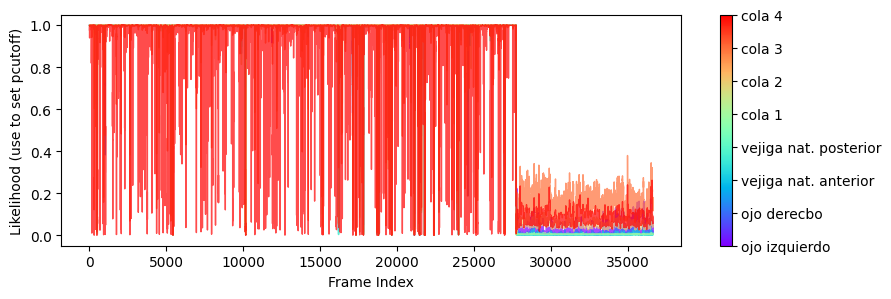 Likelihood (use to set pcutoff)
1.0
0.8
0.6
0.4
0.2
0.0
0
5000
10000
15000
20000
25000
30000
35000
Frame Index
cola 4
cola 3
cola 2
cola 1
vejiga nat. posterior
vejiga nat. anterior
ojo derecbo
ojo izquierdo